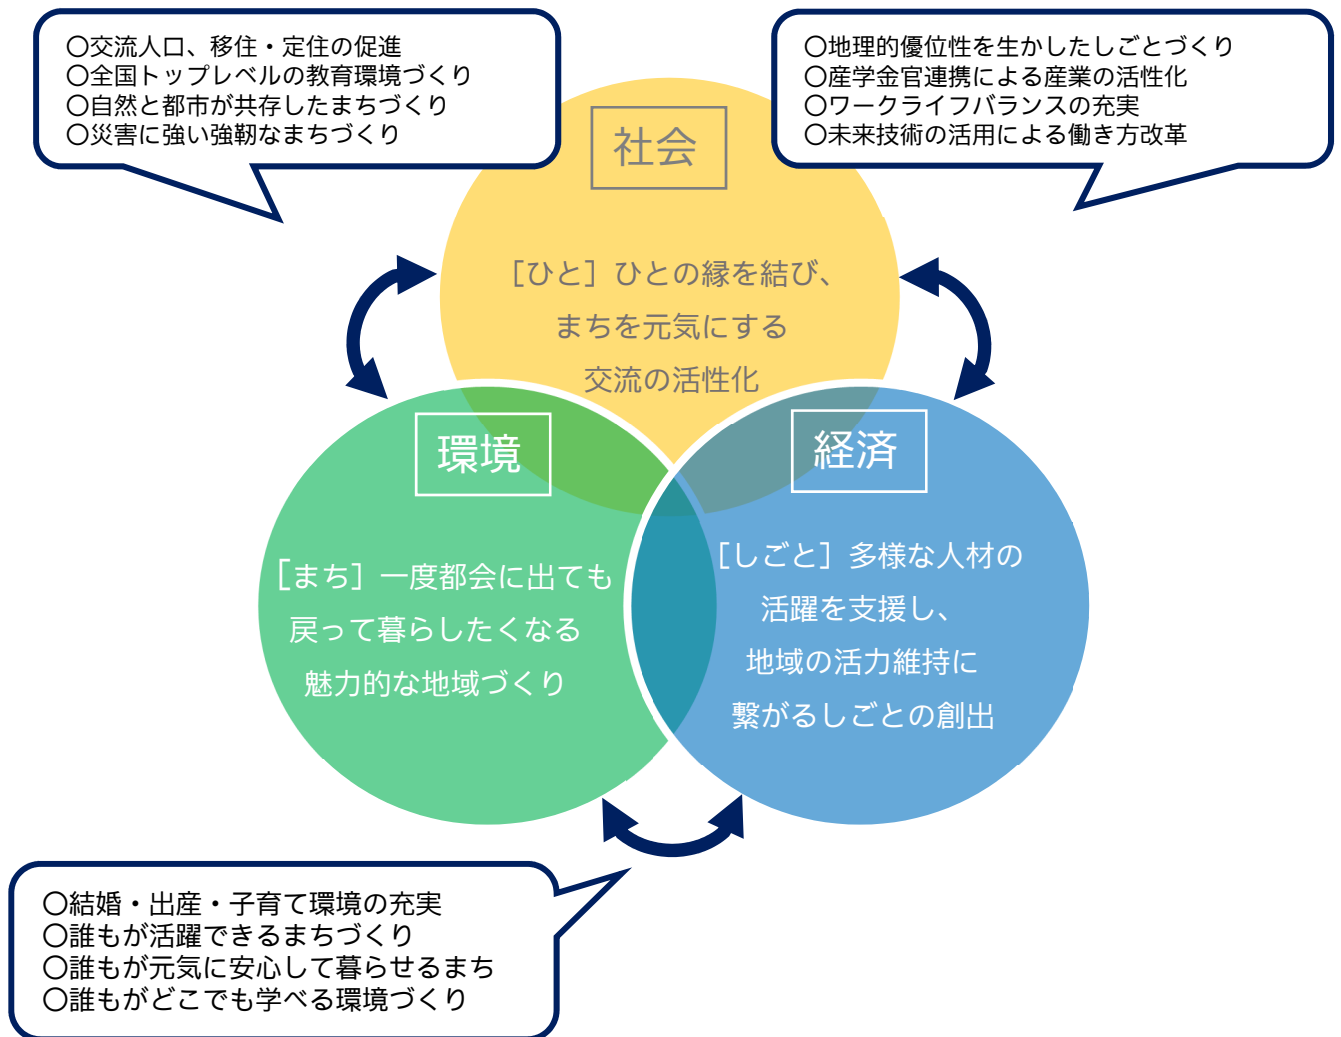 〇交流人口、移住・定住の促進
〇全国トップレベルの教育環境づくり
〇自然と都市が共存したまちづくり
〇災害に強い強靭なまちづくり
〇地理的優位性を生かしたしごとづくり
〇産学金官連携による産業の活性化
〇ワークライフバランスの充実
〇未来技術の活用による働き方改革
社会
［ひと］ひとの縁を結び、
まちを元気にする
交流の活性化
環境
［まち］一度都会に出ても
戻って暮らしたくなる
魅力的な地域づくり
経済
［しごと］多様な人材の
活躍を支援し、
地域の活力維持に
繋がるしごとの創出
〇結婚・出産・子育て環境の充実
〇誰もが活躍できるまちづくり
〇誰もが元気に安心して暮らせるまち
〇誰もがどこでも学べる環境づくり